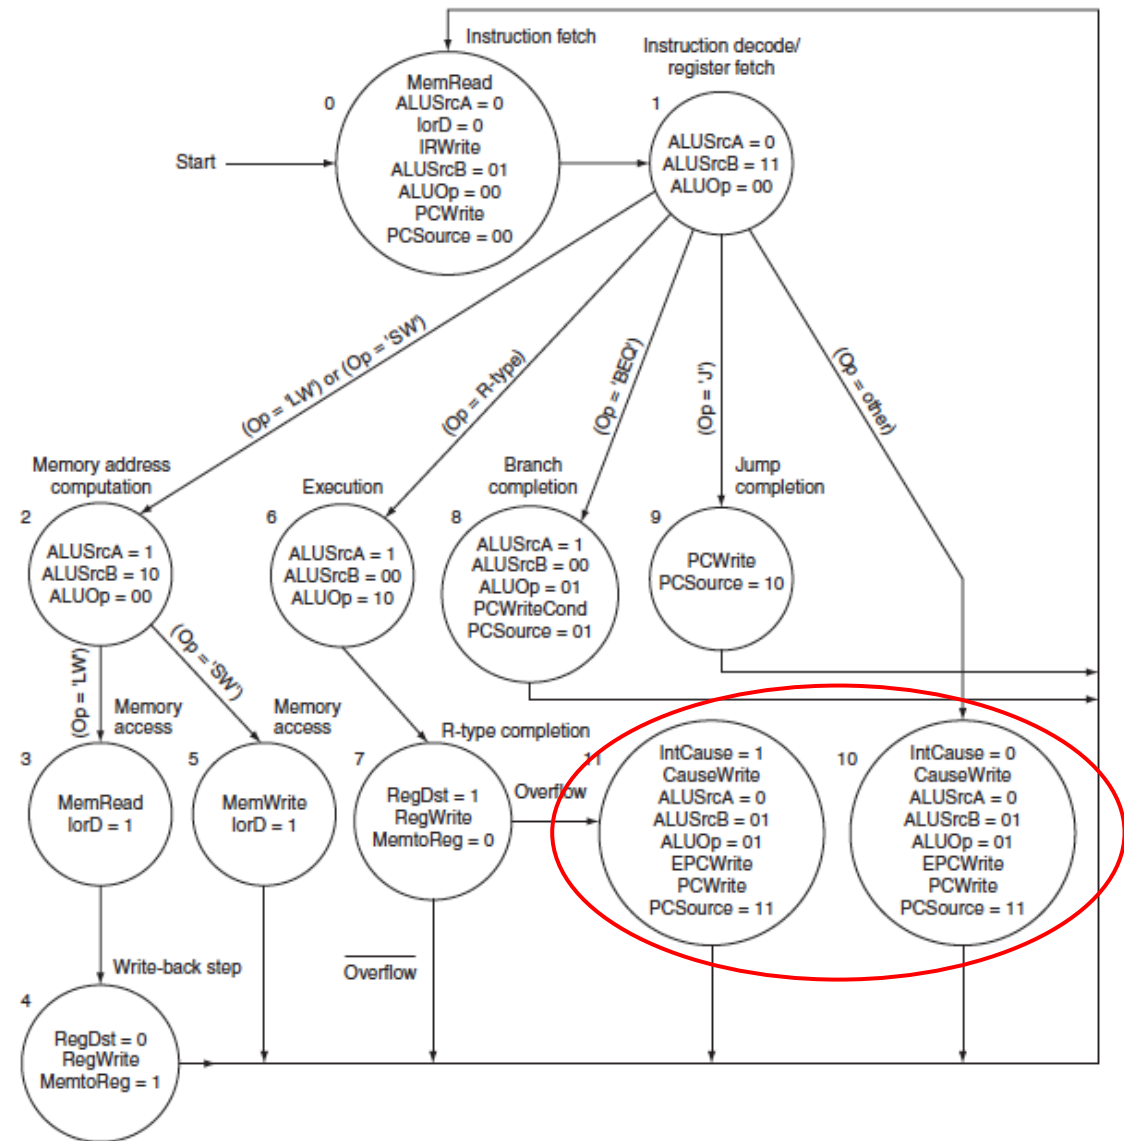 Instruction fetch
0
MemRead
ALUSrcA = 0
IorD = 0
IRWrite
ALUSrcB = 01
ALUOp = 00
PCWrite
PCSource = 00
Start
Instruction decode/
register fetch
1
ALUSrcA = 0
ALUSrcB = 11
ALUOp = 00
(Op = 'LW') or (Op = 'SW')
(Op = R-type)
(Op = 'BEQ')
(Op = 'J')
(Op = other)
Memory address
computation
2
ALUSrcA = 1
ALUSrcB = 10
ALUOp = 00
Execution
6
ALUSrcA = 1
ALUSrcB = 00
ALUOp = 10
Branch
completion
8
ALUSrcA = 1
ALUSrcB = 00
ALUOp = 01
PCWriteCond
PCSource = 01
Jump
completion
9
PCWrite
PCSource = 10
(Op = 'LW')
(Op = 'SW')
Memory
access
3
MemRead
IorD = 1
Memory
access
5
MemWrite
IorD = 1
R-type completion
7
RegDst = 1
RegWrite
MemtoReg = 0
Overflow
11
IntCause = 1
CauseWrite
ALUSrcA = 0
ALUSrcB = 01
ALUOp = 01
EPCWrite
PCWrite
PCSource = 11
10
IntCause = 0
CauseWrite
ALUSrcA = 0
ALUSrcB = 01
ALUOp = 01
EPCWrite
PCWrite
PCSource = 11
Overflow
Write-back step
4
RegDst = 0
RegWrite
MemtoReg = 1